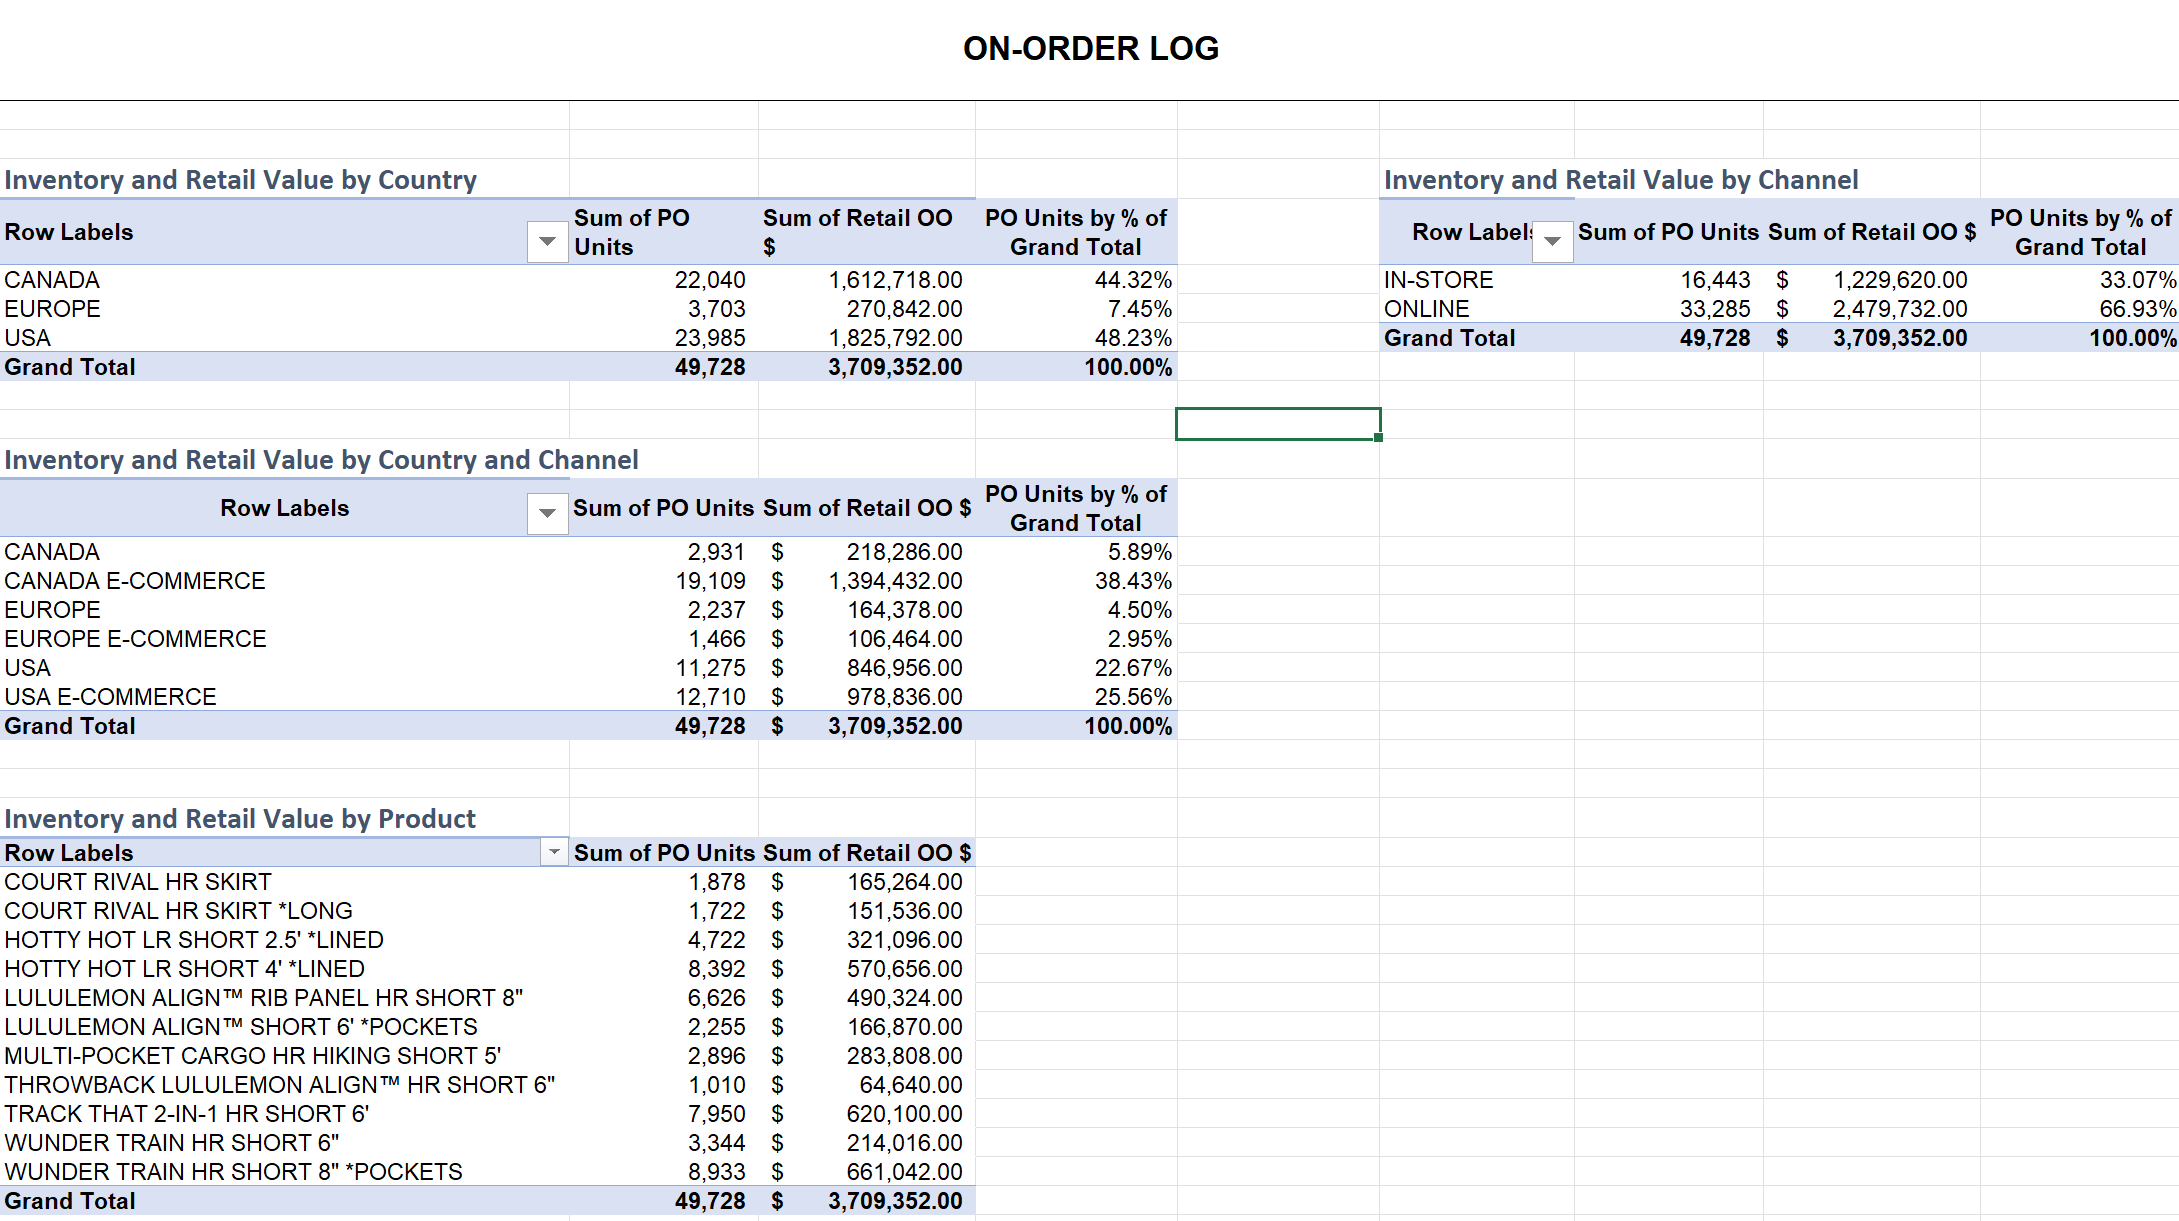 ON-ORDER LOG
Inventory and Retail Value by Country
Row Labels Sum of PO Units Sum of Retail OO $ PO Units by % of Grand Total
CANADA 22,040 1,612,718.00 44.32%
EUROPE 3,703 270,842.00 7.45%
USA 23,985 1,825,792.00 48.23%
Grand Total 49,728 3,709,352.00 100.00%
Inventory and Retail Value by Channel
Row Labels Sum of PO Units Sum of Retail OO $ PO Units by % of Grand Total
IN-STORE 16,443 $ 1,229,620.00 33.07%
ONLINE 33,285 $ 2,479,732.00 66.93%
Grand Total 49,728 $ 3,709,352.00 100.00%
Inventory and Retail Value by Country and Channel
Row Labels Sum of PO Units Sum of Retail OO $ PO Units by % of Grand Total
CANADA 2,931 $ 218,286.00 5.89%
CANADA E-COMMERCE 19,109 $ 1,394,432.00 38.43%
EUROPE 2,237 $ 164,378.00 4.50%
EUROPE E-COMMERCE 1,466 $ 106,464.00 2.95%
USA 11,275 $ 846,956.00 22.67%
USA E-COMMERCE 12,710 $ 978,836.00 25.56%
Grand Total 49,728 $ 3,709,352.00 100.00%
Inventory and Retail Value by Product
Row Labels Sum of PO Units Sum of Retail OO $
COURT RIVAL HR SKIRT 1,878 $ 165,264.00
COURT RIVAL HR SKIRT *LONG 1,722 $ 151,536.00
HOTTY HOT LR SHORT 2.5' *LINED 4,722 $ 321,096.00
HOTTY HOT LR SHORT 4' *LINED 8,392 $ 570,656.00
LULULEMON ALIGN™ RIB PANEL HR SHORT 8" 6,626 $ 490,324.00
LULULEMON ALIGN™ SHORT 6' *POCKETS 2,255 $ 166,870.00
MULTI-POCKET CARGO HR HIKING SHORT 5' 2,896 $ 283,808.00
THROWBACK LULULEMON ALIGN™ HR SHORT 6" 1,010 $ 64,640.00
TRACK THAT 2-IN-1 HR SHORT 6' 7,950 $ 620,100.00
WUNDER TRAIN HR SHORT 6" 3,344 $ 214,016.00
WUNDER TRAIN HR SHORT 8" *POCKETS 8,933 $ 661,042.00
Grand Total 49,728 $ 3,709,352.00